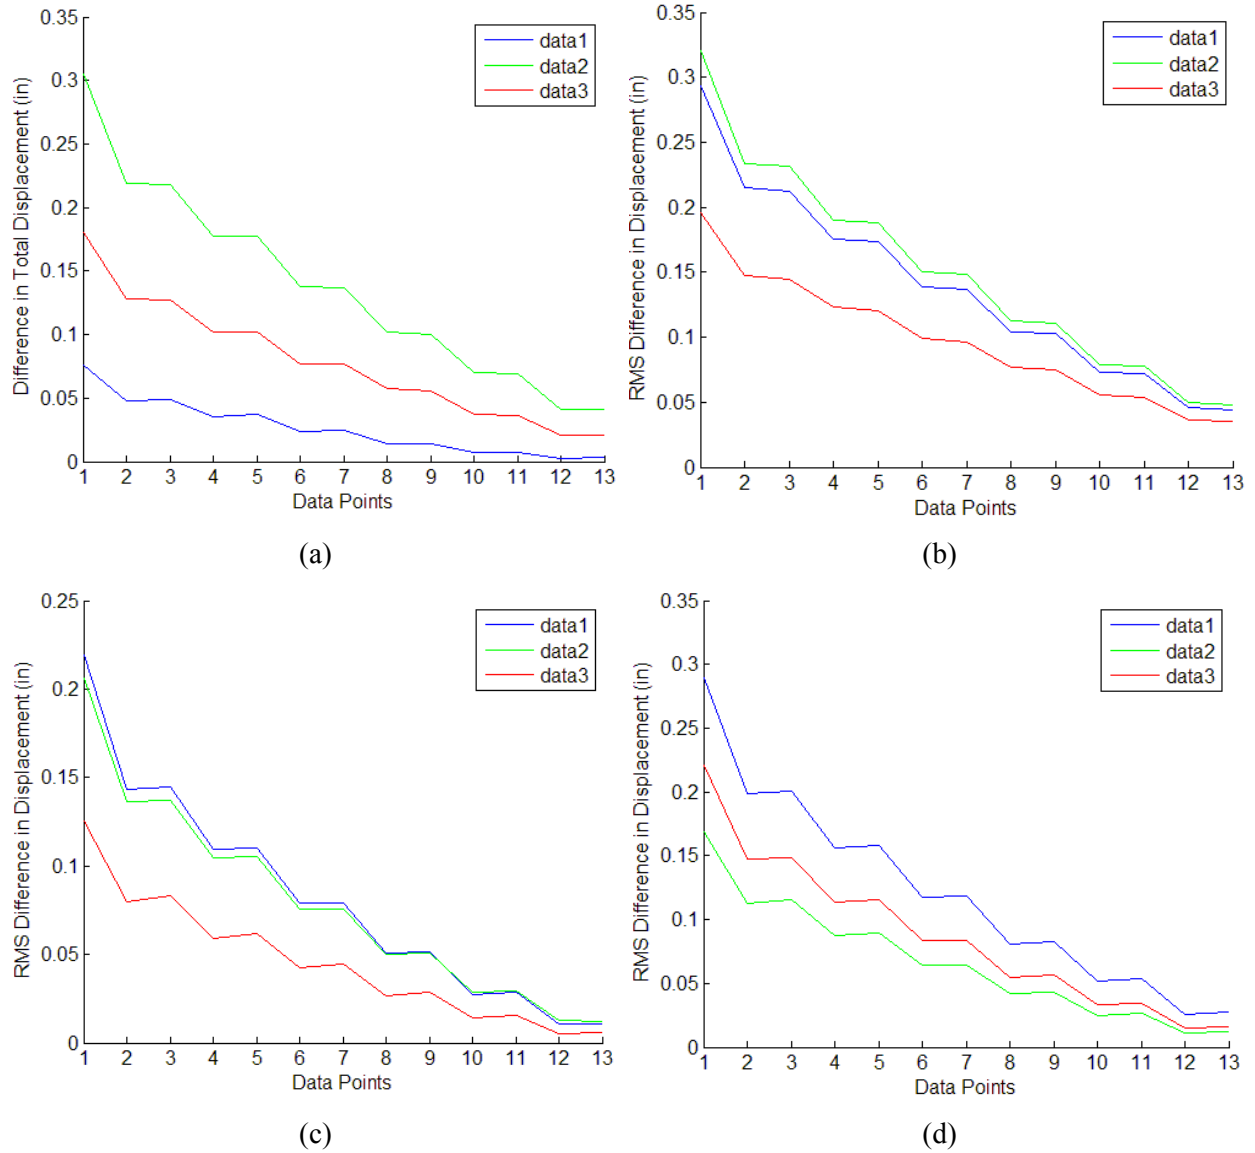 0.35
0.3
0.25
0.2
0.15
0.1
0.05
0
Difference in Total Displacement (in)
data1
data2
data3
1 2 3 4 5 6 7 8 9 10 11 12 13
Data Points
(a)
0.35
0.3
0.25
0.2
0.15
0.1
0.05
0
RMS Difference in Displacement (in)
data1
data2
data3
1 2 3 4 5 6 7 8 9 10 11 12 13
Data Points
(b)
0.25
0.2
0.15
0.1
0.05
0
RMS Difference in Displacement (in)
data1
data2
data3
1 2 3 4 5 6 7 8 9 10 11 12 13
Data Points
(c)
0.35
0.3
0.25
0.2
0.15
0.1
0.05
0
RMS Difference in Displacement (in)
data1
data2
data3
1 2 3 4 5 6 7 8 9 10 11 12 13
Data Points
(d)